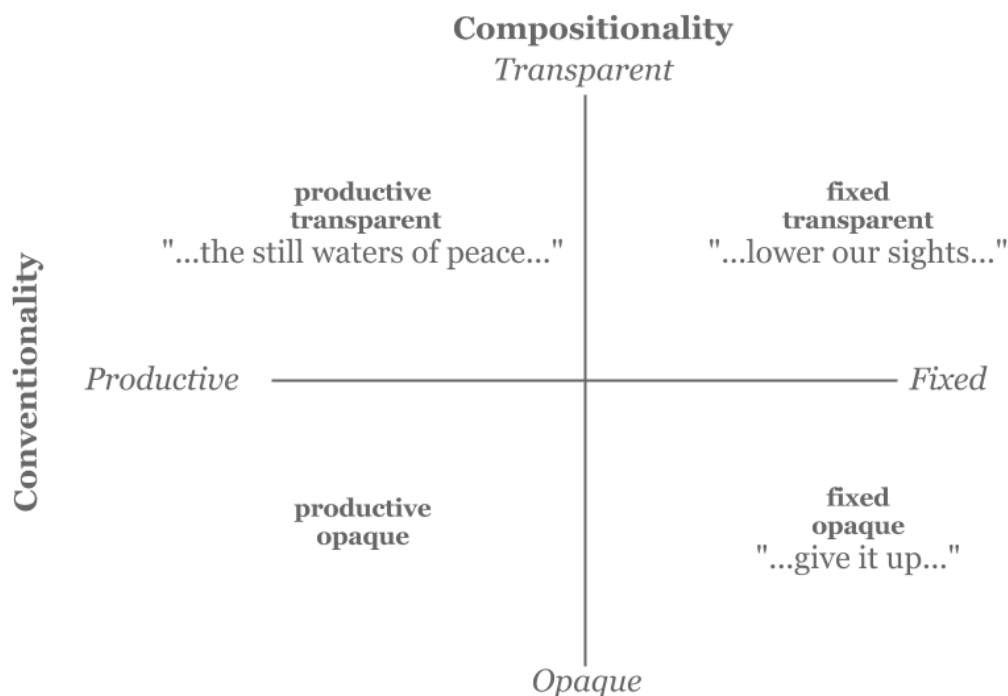 Compositionality
Transparent
productive
transparent
"...the still waters of peace..."
fixed
transparent
"...lower our sights..."
Conventionality
Productive
Fixed
productive
opaque
fixed
opaque
"...give it up..."
Opaque